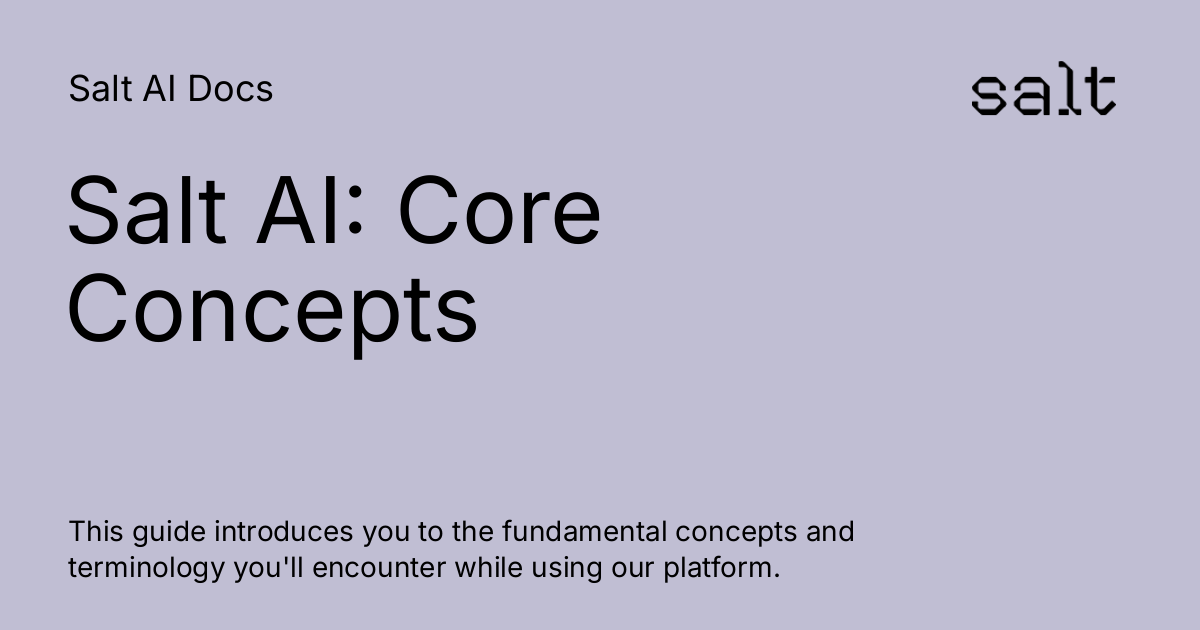 Salt AI Docs
salt
Salt AI: Core
Concepts
This guide introduces you to the fundamental concepts and
terminology you'll encounter while using our platform.